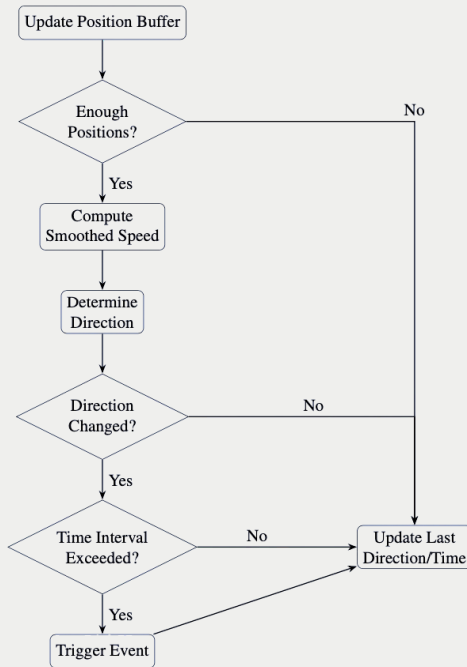 Update Position Buffer
Enough
Positions?
No
Yes
Compute
Smoothed Speed
Determine
Direction
Direction
Changed?
No
Yes
Time Interval
Exceeded?
No
Update Last
Direction/Time
Yes
Trigger Event